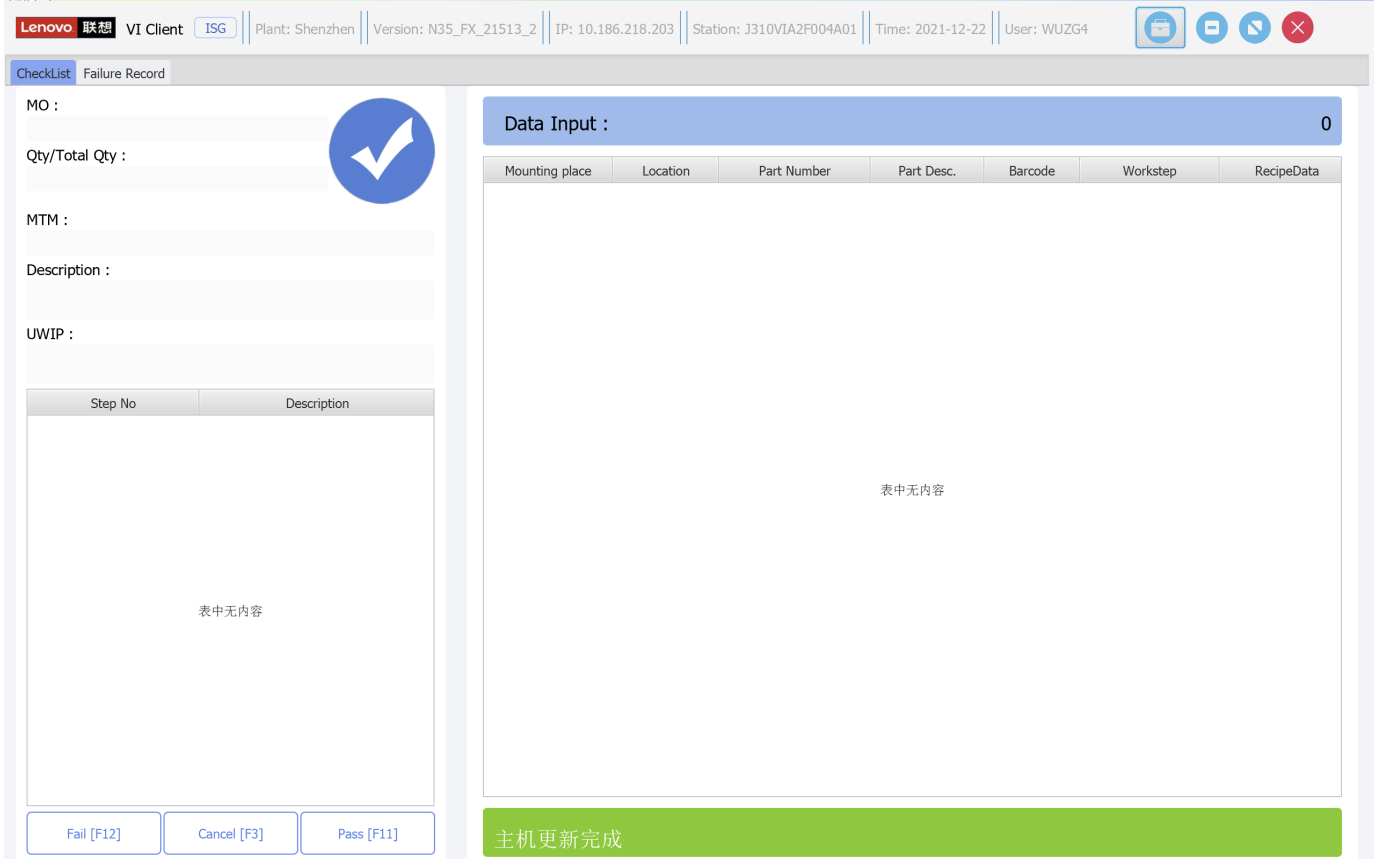 Lenovo 联想 VI Client ISG Plant: Shenzhen Version: N35_FX_21513_2 IP: 10.186.218.203 Station: J310VIA2F004A01 Time: 2021-12-22 User: WUZG4
CheckList Failure Record
MO :
Qty/Total Qty :
MTM :
Description :
UWIP :
Step No Description
表中无内容
Fail [F12] Cancel [F3] Pass [F11]
Data Input : 0
Mounting place Location Part Number Part Desc. Barcode Workstep RecipeData
表中无内容
主机更新完成